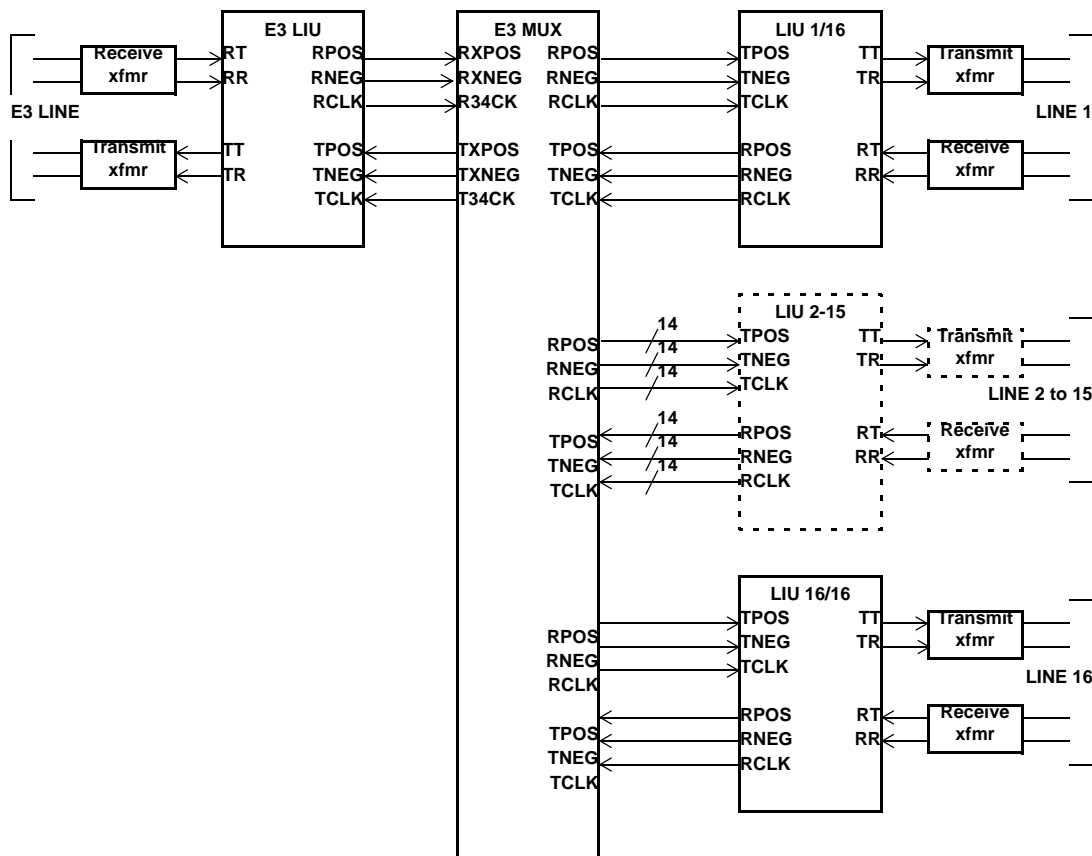 E3 LIU E3 MUX LIU 1/16
Receive xfmr RT RPOS RXPOS RPOS TPOS TT Transmit xfmr
RR RNEG RXNEG RNEG TNEG TR
RCLK R34CK RCLK TCLK
E3 LINE LINE 1
Transmit xfmr TT TPOS TXPOS TPOS RPOS RT Receive xfmr
TR TNEG TXNEG TNEG RNEG RR
TCLK T34CK TCLK RCLK
LIU 2-15
RPOS 14 TPOS TT Transmit xfmr
RNEG 14 TNEG TR
RCLK 14 TCLK
LINE 2 to 15
TPOS 14 RPOS RT Receive xfmr
TNEG 14 RNEG RR
TCLK 14 RCLK
LIU 16/16
RPOS TPOS TT Transmit xfmr
RNEG TNEG TR
RCLK TCLK
LINE 16
TPOS RPOS RT Receive xfmr
TNEG RNEG RR
TCLK RCLK